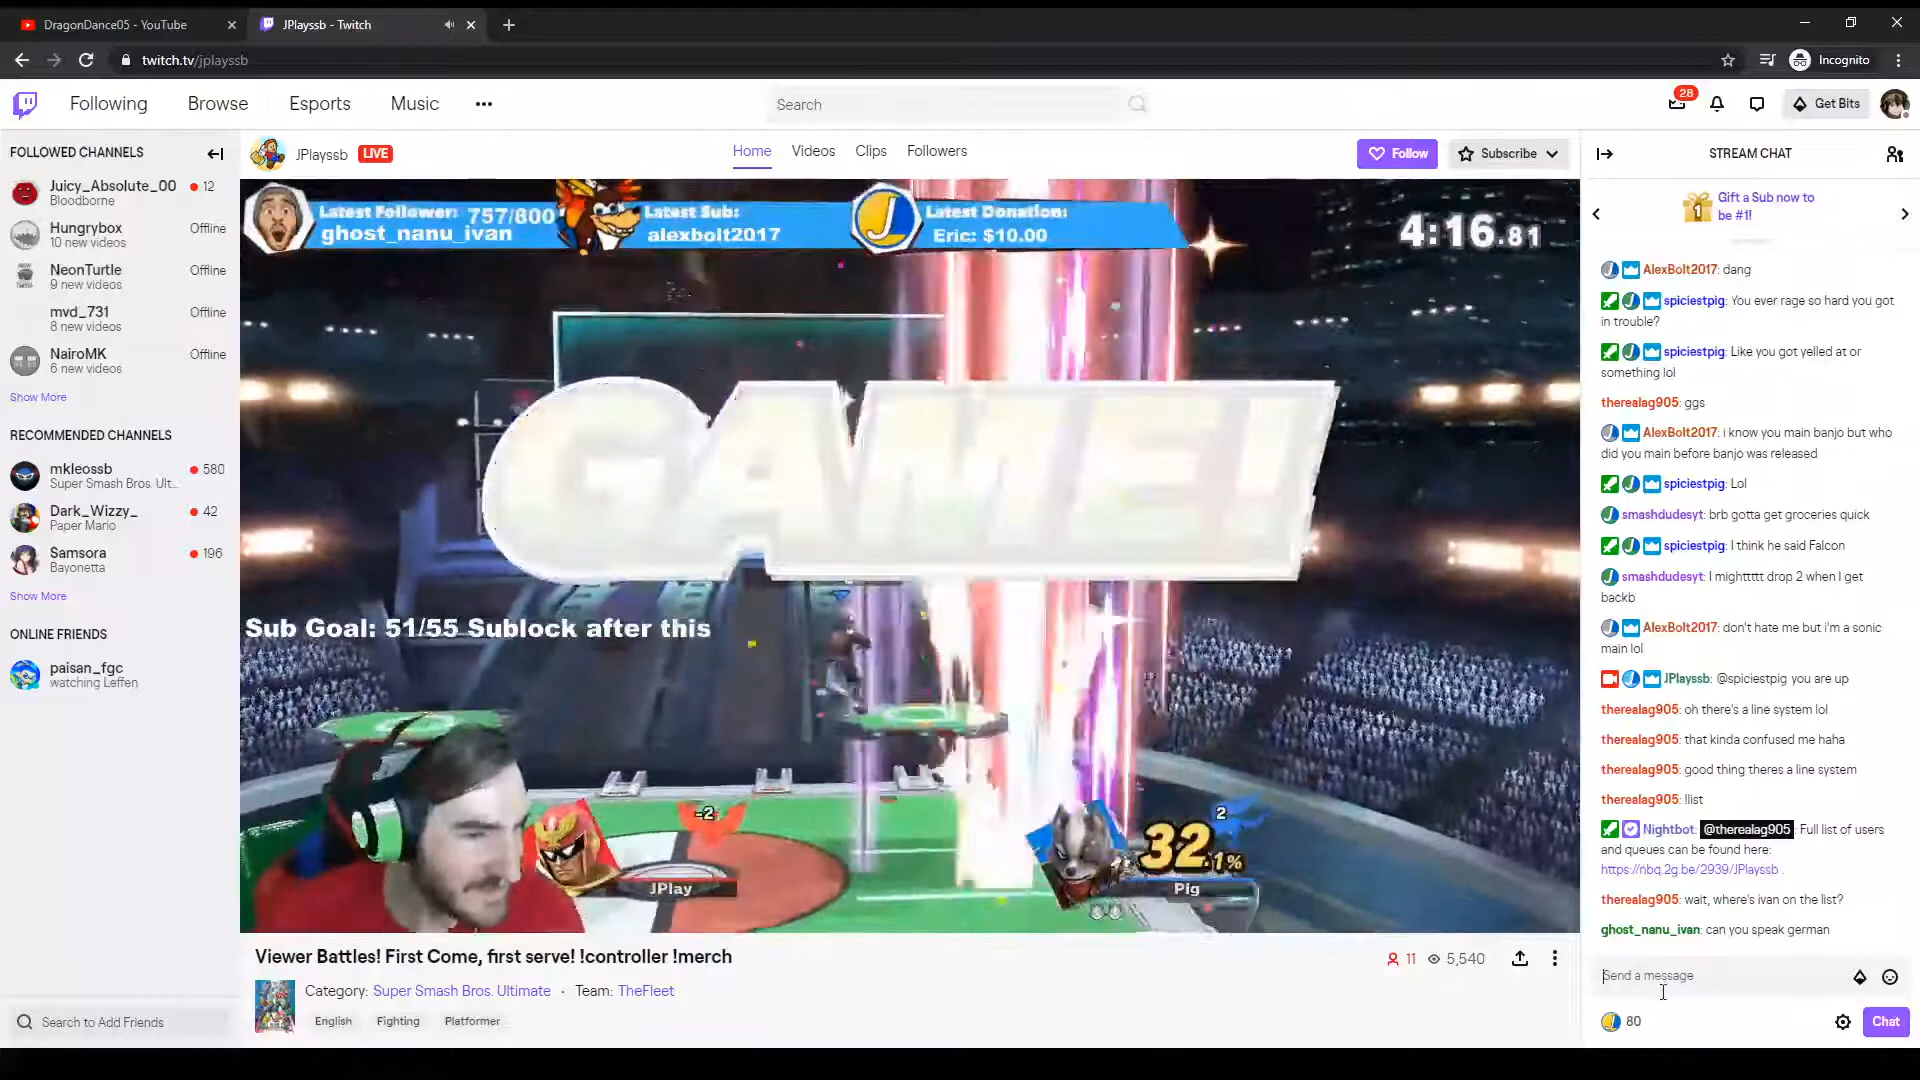 DragonDance05 - YouTube
JPlayssb - Twitch
twitch.tv/jplayssb
Incognito
Following
Browse
Esports
Music
Search
28
Get Bits
FOLLOWED CHANNELS
Juicy_Absolute_00
12
Bloodborne
Hungrybox
Offline
10 new videos
NeonTurtle
Offline
9 new videos
mvd_731
Offline
8 new videos
NairoMK
Offline
6 new videos
Show More
RECOMMENDED CHANNELS
mkleossb
580
Super Smash Bros. Ult...
Dark_Wizzy_
42
Paper Mario
Samsora
196
Bayonetta
Show More
ONLINE FRIENDS
paisan_fgc
watching Leffen
Search to Add Friends
JPlayssb
LIVE
Home
Videos
Clips
Followers
Follow
Subscribe
Latest Follower: 757/800
ghost_nanu_ivan
Latest Sub:
alexbolt2017
Latest Donation:
Eric: $10.00
4:16.81
GAME!
Sub Goal: 51/55 Sublock after this
-2
JPlay
2
32.1%
Pig
Viewer Battles! First Come, first serve! !controller !merch
11
5,540
Category: Super Smash Bros. Ultimate · Team: TheFleet
English
Fighting
Platformer
STREAM CHAT
1
Gift a Sub now to
be #1!
AlexBolt2017: dang
spiciestpig: You ever rage so hard you got
in trouble?
spiciestpig: Like you got yelled at or
something lol
therealag905: ggs
AlexBolt2017: i know you main banjo but who
did you main before banjo was released
spiciestpig: Lol
smashdudesyt: brb gotta get groceries quick
spiciestpig: I think he said Falcon
smashdudesyt: I mighttttt drop 2 when I get
backb
AlexBolt2017: don't hate me but i'm a sonic
main lol
JPlayssb: @spiciestpig you are up
therealag905: oh there's a line system lol
therealag905: that kinda confused me haha
therealag905: good thing theres a line system
therealag905: !list
Nightbot: @therealag905: Full list of users
and queues can be found here:
https://nbq.2g.be/2939/JPlayssb .
therealag905: wait, where's ivan on the list?
ghost_nanu_ivan: can you speak german
Send a message
80
Chat